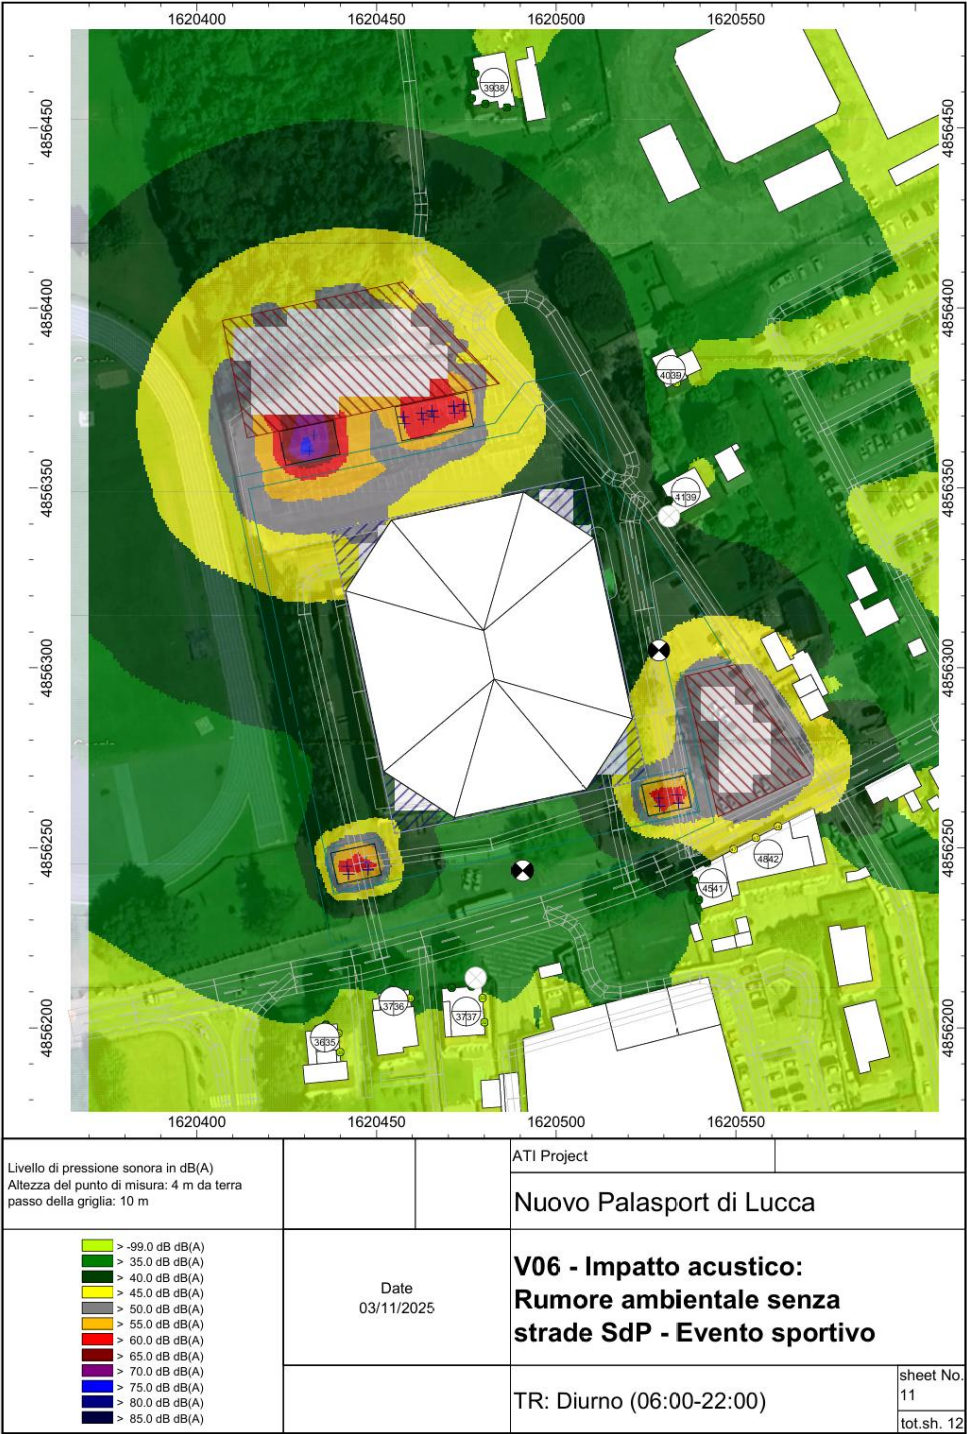 1620400 1620450 1620500 1620550
4856450 4856450
4856400 4856400
4856350 4856350
4856300 4856300
4856250 4856250
4856200 4856200
3938
4039
4139
4842
4541
3736
3737
3635
1620400 1620450 1620500 1620550
Livello di pressione sonora in dB(A)
Altezza del punto di misura: 4 m da terra
passo della griglia: 10 m
> -99.0 dB dB(A)
> 35.0 dB dB(A)
> 40.0 dB dB(A)
> 45.0 dB dB(A)
> 50.0 dB dB(A)
> 55.0 dB dB(A)
> 60.0 dB dB(A)
> 65.0 dB dB(A)
> 70.0 dB dB(A)
> 75.0 dB dB(A)
> 80.0 dB dB(A)
> 85.0 dB dB(A)
Date
03/11/2025
ATI Project
Nuovo Palasport di Lucca
V06 - Impatto acustico:
Rumore ambientale senza
strade SdP - Evento sportivo
TR: Diurno (06:00-22:00)
sheet No.
11
tot.sh. 12